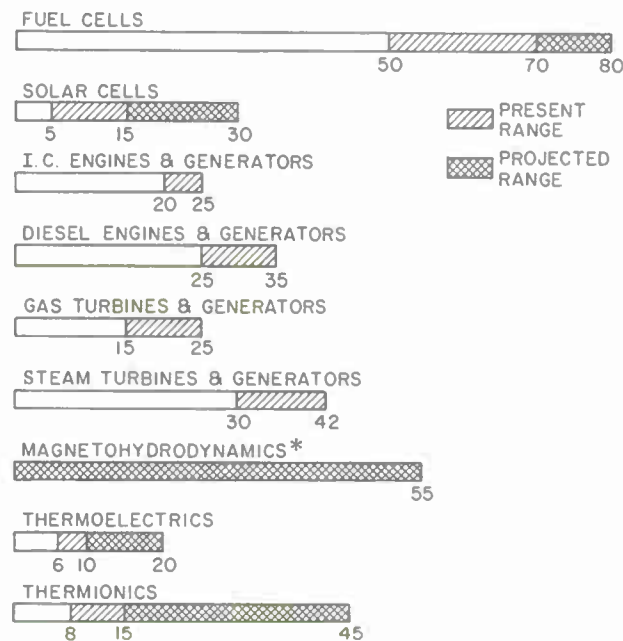 FUEL CELLS
50 70 80
SOLAR CELLS
5 15 30
PRESENT
RANGE
I.C. ENGINES & GENERATORS
20 25
PROJECTED
RANGE
DIESEL ENGINES & GENERATORS
25 35
GAS TURBINES & GENERATORS
15 25
STEAM TURBINES & GENERATORS
30 42
MAGNETOHYDRODYNAMICS*
55
THERMOELECTRICS
6 10 20
THERMIONICS
8 15 45